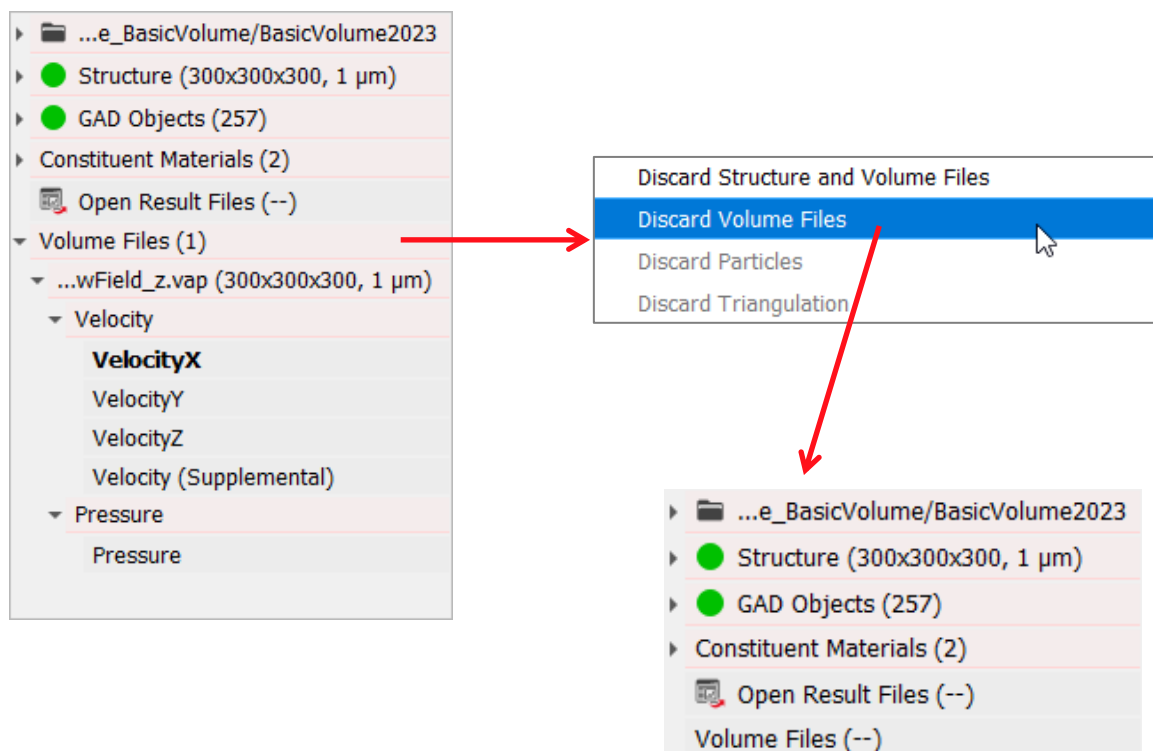 ...e_BasicVolume/BasicVolume2023
Structure (300x300x300, 1 µm)
GAD Objects (257)
Constituent Materials (2)
Open Result Files (--)
Volume Files (1)
...wField_z.vap (300x300x300, 1 µm)
Velocity
VelocityX
VelocityY
VelocityZ
Velocity (Supplemental)
Pressure
Pressure
Discard Structure and Volume Files
Discard Volume Files
Discard Particles
Discard Triangulation
...e_BasicVolume/BasicVolume2023
Structure (300x300x300, 1 µm)
GAD Objects (257)
Constituent Materials (2)
Open Result Files (--)
Volume Files (--)